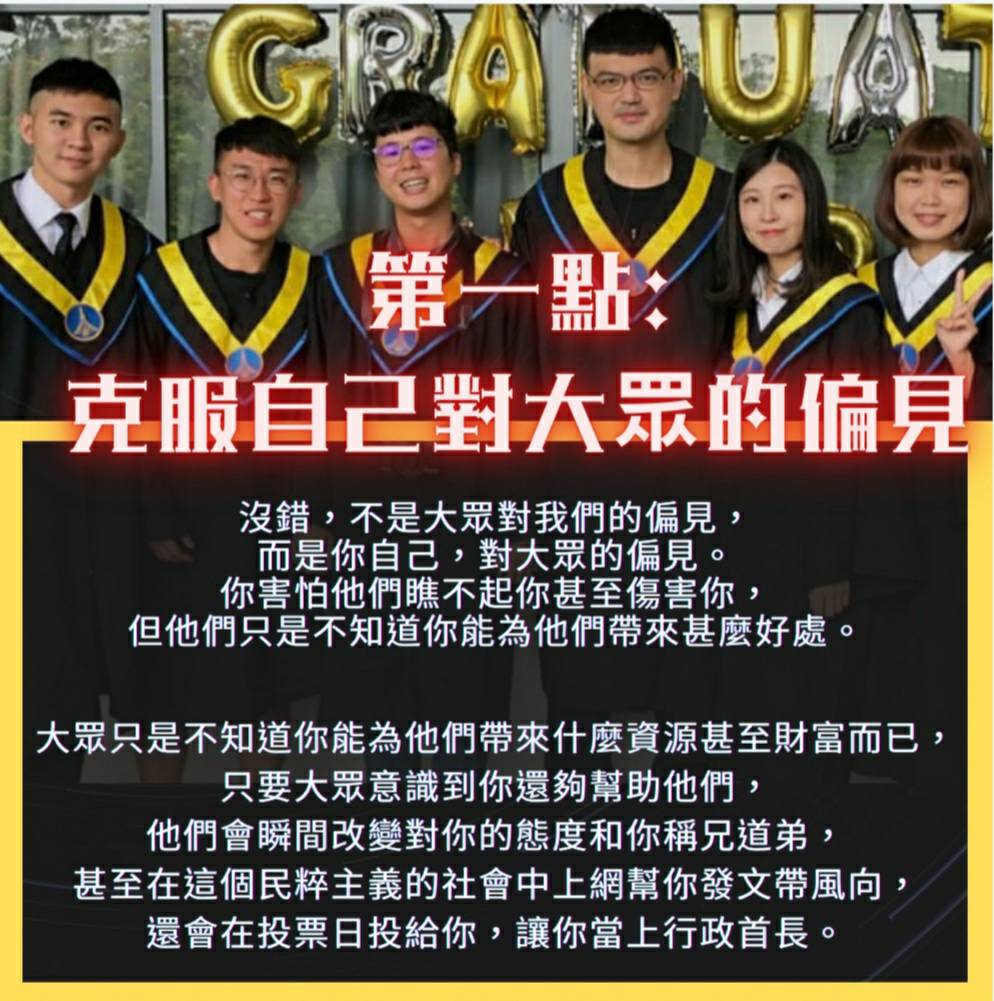 GRADUAT
第一點:
克服自己對大眾的偏見
沒錯，不是大眾對我們的偏見，
而是你自己，對大眾的偏見。
你害怕他們瞧不起你甚至傷害你，
但他們只是不知道你能為他們帶來甚麼好處。
大眾只是不知道你能為他們帶來什麼資源甚至財富而已，
只要大眾意識到你還夠幫助他們，
他們會瞬間改變對你的態度和你稱兄道弟，
甚至在這個民粹主義的社會中上網幫你發文帶風向，
還會在投票日投給你，讓你當上行政首長。